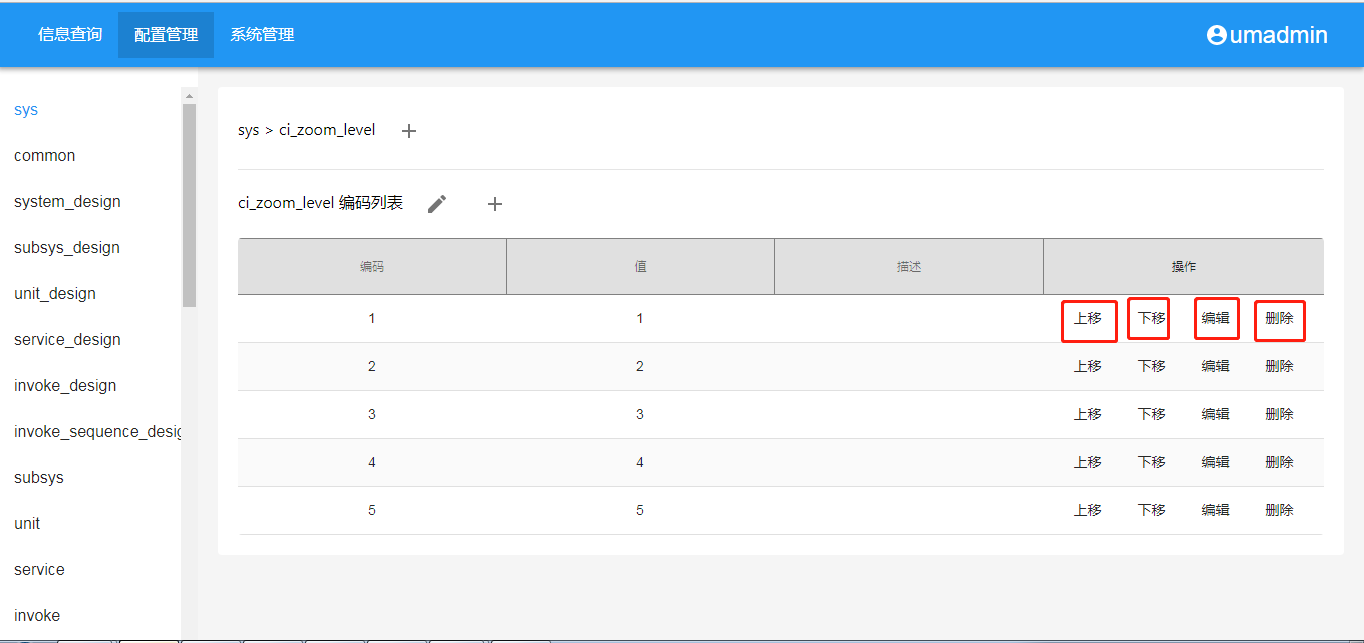 信息查询 配置管理 系统管理 umadmin
sys
common
system_design
subsys_design
unit_design
service_design
invoke_design
invoke_sequence_desig
subsys
unit
service
invoke
sys > ci_zoom_level +
ci_zoom_level 编码列表 +
编码 值 描述 操作
1 1 上移 下移 编辑 删除
2 2 上移 下移 编辑 删除
3 3 上移 下移 编辑 删除
4 4 上移 下移 编辑 删除
5 5 上移 下移 编辑 删除